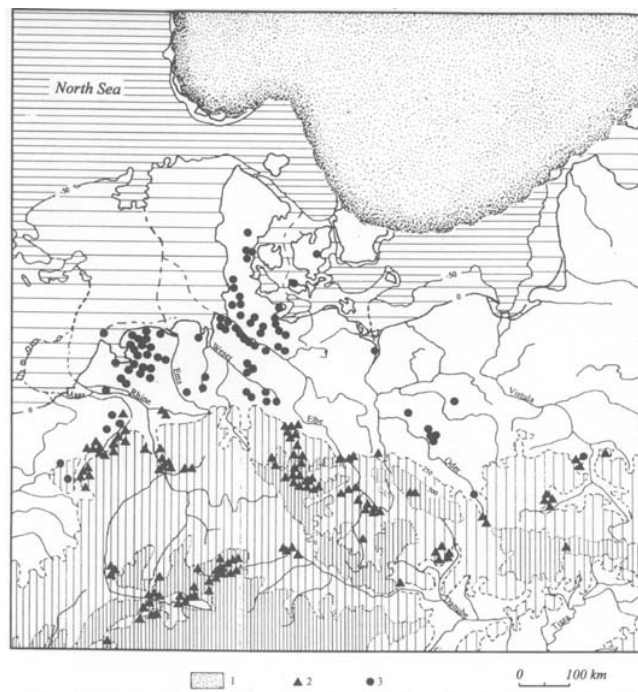 North Sea
-50
-50
0
0
Weser
Ems
Elbe
Maas
Rhine
Vistula
Oder
Tisza
1
2
3
0 100 km